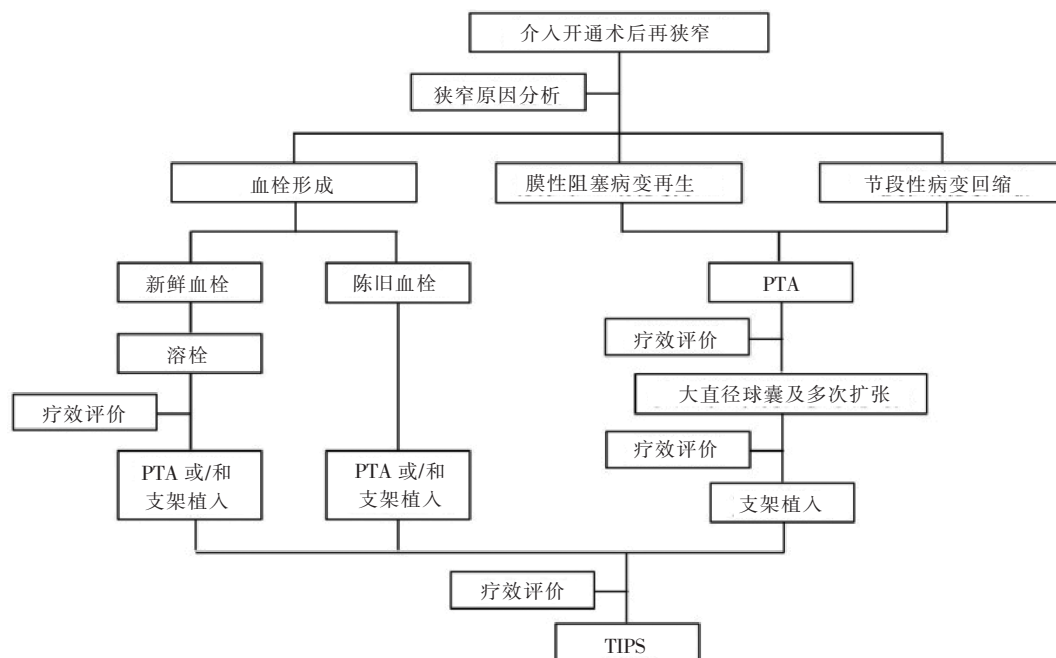 介入开通术后再狭窄
狭窄原因分析
血栓形成
膜性阻塞病变再生
节段性病变回缩
新鲜血栓
陈旧血栓
PTA
疗效评价
溶栓
大直径球囊及多次扩张
疗效评价
疗效评价
PTA 或/和
支架植入
PTA 或/和
支架植入
支架植入
疗效评价
TIPS